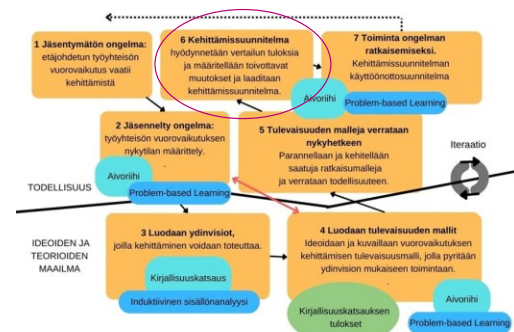 1 Jäsentymätön ongelma:
etäjohdetun työyhteisön
vuorovaikutus vaatii
kehittämistä
6 Kehittämissuunnitelma
hyödynnetään vertailun tuloksia
ja määritellään toivottavat
muutokset ja laaditaan
kehittämissuunnitelma.
7 Toiminta ongelman
ratkaisemiseksi.
Kehittämissuunnitelman
käyttöönottosuunnitelma
Aivoriihi
Problem-based Learning
2 Jäsennelty ongelma:
työyhteisön vuorovaikutuksen
nykytilan määrittely.
.
Aivoriihi
Problem-based Learning
5 Tulevaisuuden malleja verrataan
nykyhetkeen
Parannellaan ja kehitellään
saatuja ratkaisumalleja
ja verrataan todellisuuteen.
Iteraatio
TODELLISUUS
IDEOIDEN JA
TEORIOIDEN
MAAILMA
3 Luodaan ydinvisiot,
joilla kehittäminen voidaan toteuttaa.
Kirjallisuuskatsaus
Induktiivinen sisällönanalyysi
4 Luodaan tulevaisuuden mallit
Ideoidaan ja kuvaillaan vuorovaikutuksen
kehittämisen tulevaisuusmalli, jolla pyritään
ydinvision mukaiseen toimintaan.
.
Kirjallisuuskatsauksen
tulokset
Aivoriihi
Problem-based Learning